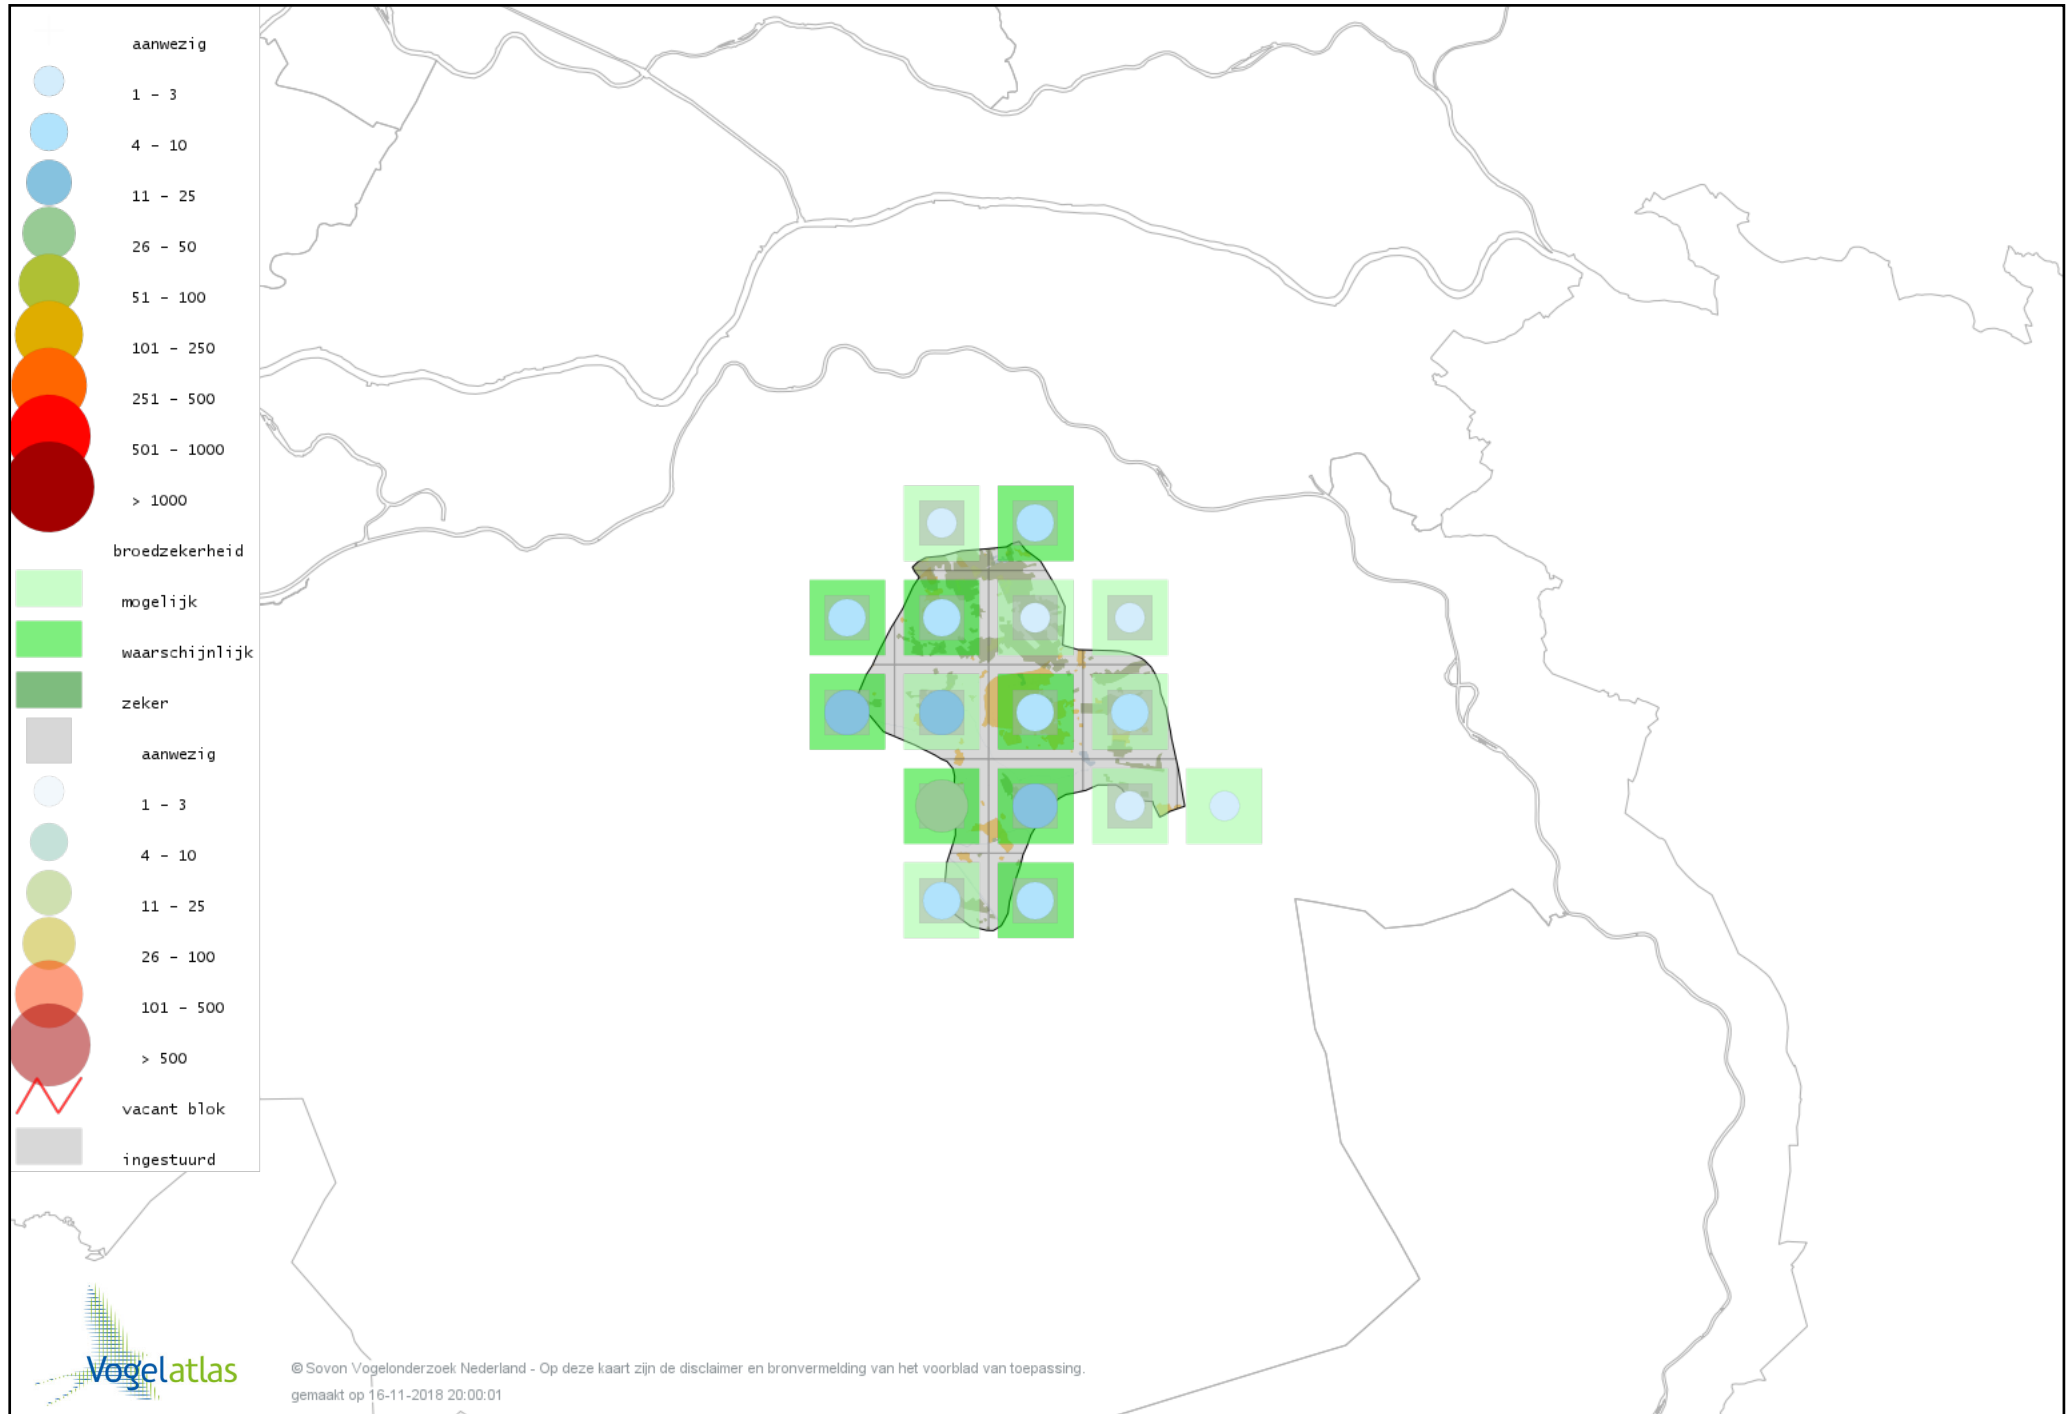 aanwezig
1 - 3
4 - 10
11 - 25
26 - 50
51 - 100
101 - 250
251 - 500
501 - 1000
> 1000
broedzekerheid
mogelijk
waarschijnlijk
zeker
aanwezig
1 - 3
4 - 10
11 - 25
26 - 100
101 - 500
> 500
vacant blok
ingestuurd
Vogelatlas
© Sovon Vogelonderzoek Nederland - Op deze kaart zijn de disclaimer en bronvermelding van het voorblad van toepassing.
gemaakt op 16-11-2018 20:00:01